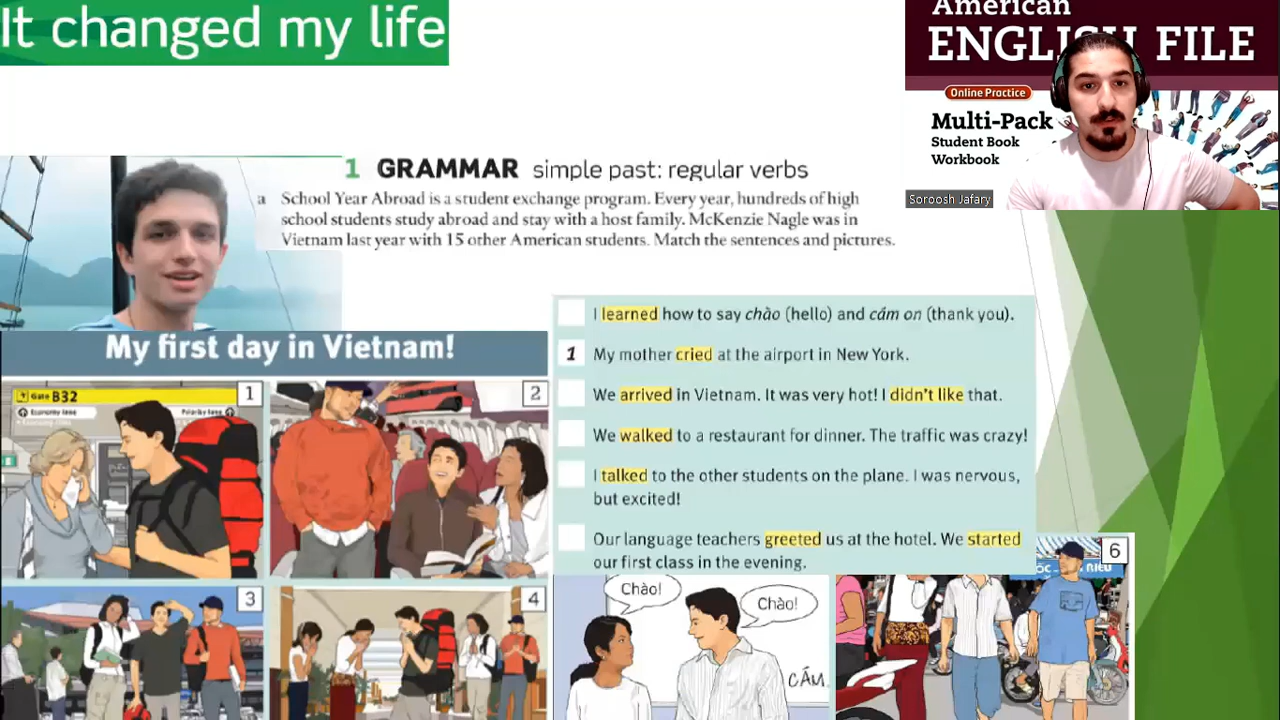 It changed my life
American
ENGLISH FILE
Online Practice
Multi-Pack
Student Book
Workbook
Soroosh Jafary
1 GRAMMAR simple past: regular verbs
a School Year Abroad is a student exchange program. Every year, hundreds of high
school students study abroad and stay with a host family. McKenzie Nagle was in
Vietnam last year with 15 other American students. Match the sentences and pictures.
My first day in Vietnam!
I learned how to say chào (hello) and cám on (thank you).
1 My mother cried at the airport in New York.
We arrived in Vietnam. It was very hot! I didn't like that.
We walked to a restaurant for dinner. The traffic was crazy!
I talked to the other students on the plane. I was nervous,
but excited!
Our language teachers greeted us at the hotel. We started
our first class in the evening.
Gate B32
Economy lane
Priority lane
1
2
3
4
Chào!
Chào!
CÁM
6